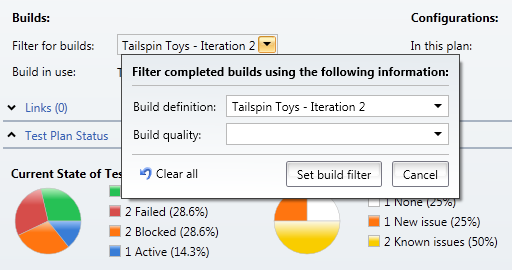 Builds:
Configurations:
Filter for builds:
Tailspin Toys - Iteration 2
In this plan:
Build in use:
Filter completed builds using the following information:
Build definition:
Tailspin Toys - Iteration 2
Build quality:
Clear all
Set build filter
Cancel
Links (0)
Test Plan Status
Current State of
2 Failed (28.6%)
2 Blocked (28.6%)
1 Active (14.3%)
1 None (25%)
1 New issue (25%)
2 Known issues (50%)